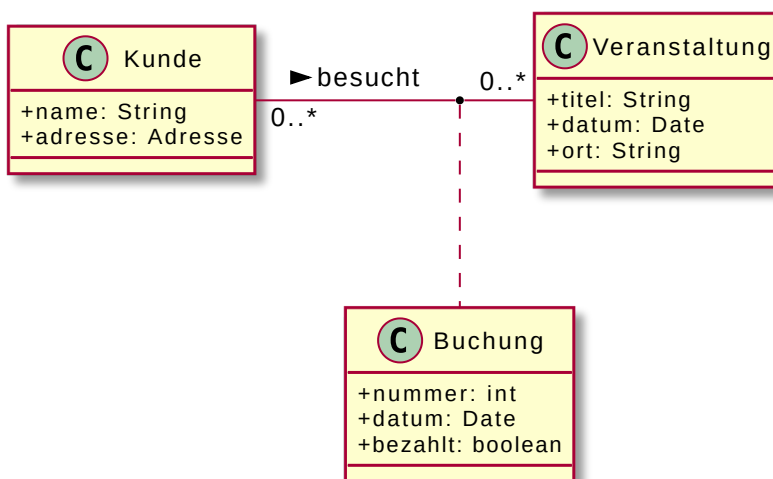 C Kunde
+name: String
+adresse: Adresse
►besucht
0..*
0..*
C Veranstaltung
+titel: String
+datum: Date
+ort: String
C Buchung
+nummer: int
+datum: Date
+bezahlt: boolean